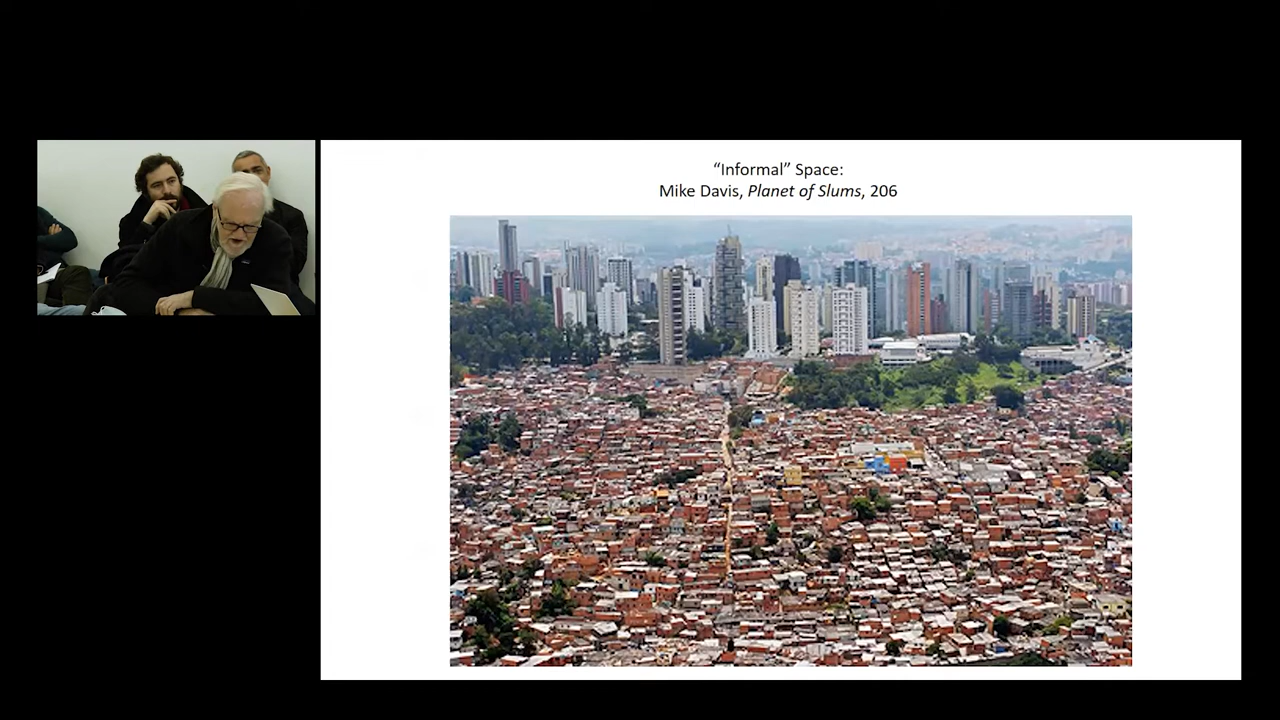 “Informal” Space:
Mike Davis, Planet of Slums, 206